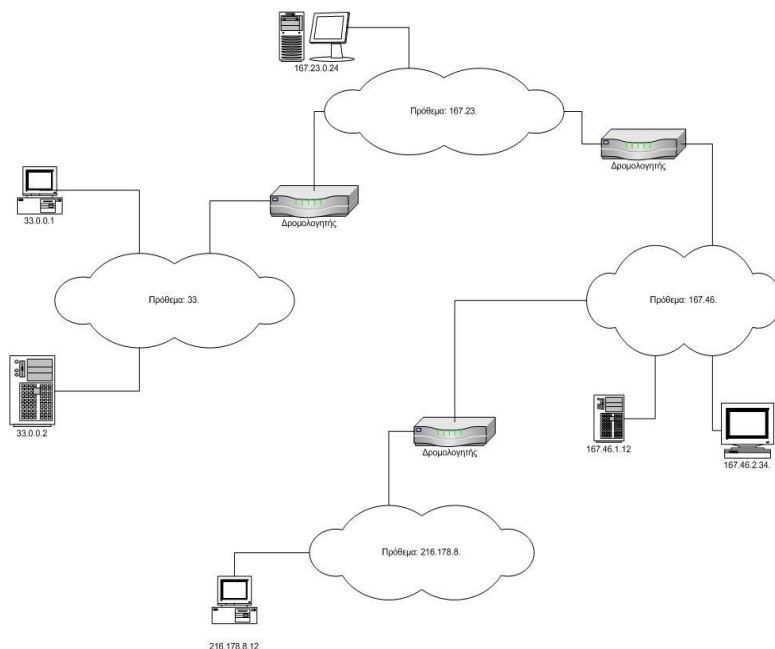 167.23.0.24
Πρόθεμα: 167.23.
Δρομολογητής
33.0.0.1
Δρομολογητής
Πρόθεμα: 33.
Πρόθεμα: 167.46.
33.0.0.2
Δρομολογητής
167.46.1.12
167.46.2.34.
Πρόθεμα: 216.178.8.
216.178.8.12